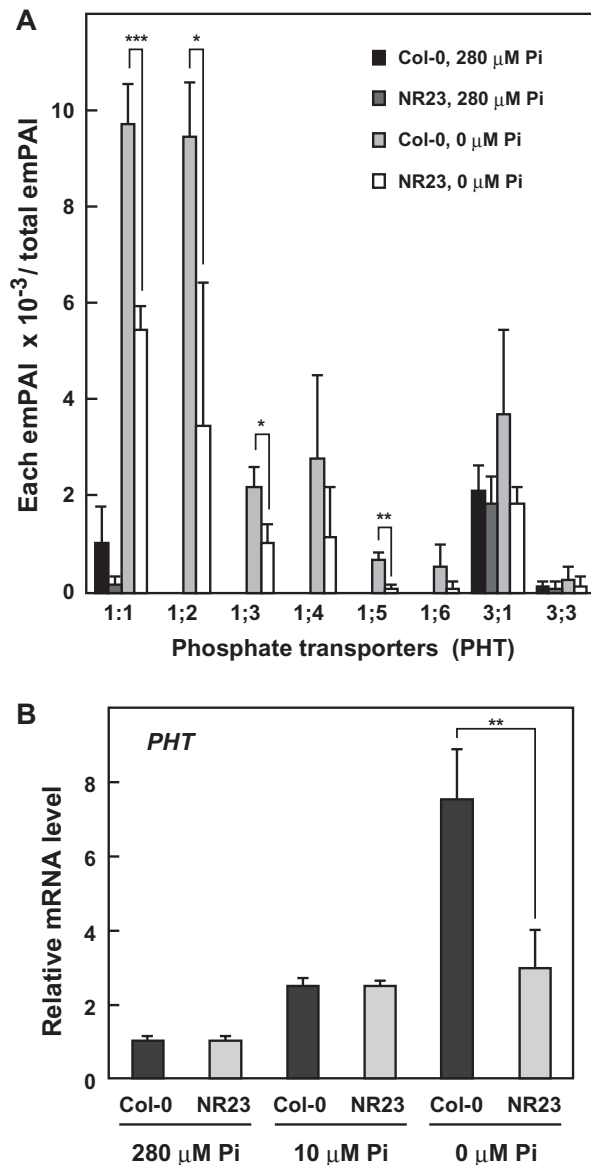 A
Each emPAI x 10-3/ total emPAI
10
8
6
4
2
0
***
*
*
**
Col-0, 280 μM Pi
NR23, 280 μM Pi
Col-0, 0 μM Pi
NR23, 0 μM Pi
1:1 1;2 1;3 1;4 1;5 1;6 3;1 3;3
Phosphate transporters (PHT)
B
PHT
Relative mRNA level
8
6
4
2
0
**
Col-0 NR23 Col-0 NR23 Col-0 NR23
280 μM Pi 10 μM Pi 0 μM Pi